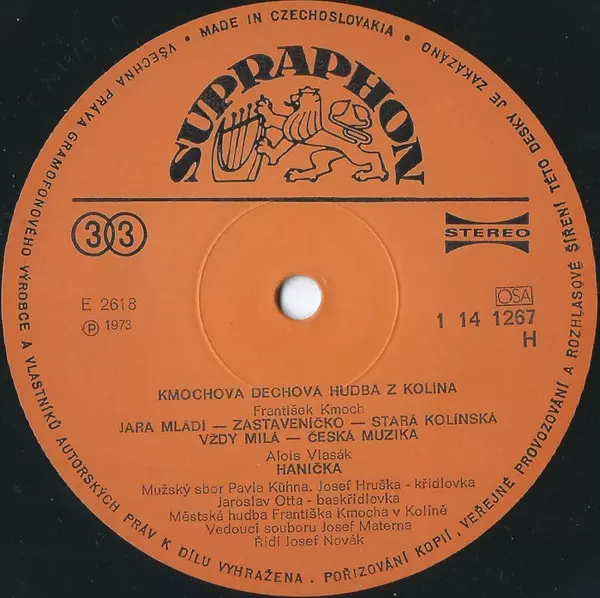 MADE IN CZECHOSLOVAKIA • VŠECHNA PRÁVA GRAMOFONOVÉHO VÝROBCE A VLASTNÍKŮ AUTORSKÝCH PRÁV K DÍLU VYHRAŽENA. POŘIZOVÁNÍ KOPIÍ, VEŘEJNÉ PROVOZOVÁNÍ A ROZHLASOVÉ ŠÍŘENÍ TÉTO DESKY JE ZAKÁZÁNO •
SUPRAPHON
33
STEREO
E 2618
Ⓟ 1973
OSA
1 14 1267
H
KMOCHOVA DECHOVÁ HUDBA Z KOLÍNA
František Kmoch
JARA MLÁDÍ — ZASTAVENÍČKO — STARÁ KOLÍNSKÁ
VŽDY MILÁ — ČESKÁ MUZIKA
Alois Vlasák
HANIČKA
Mužský sbor Pavla Kühna. Josef Hruška - křídlovka
Jaroslav Otta - baskřídlovka
Městská hudba Františka Kmocha v Kolíně
Vedoucí souboru Josef Materna
Řídí Josef Novák